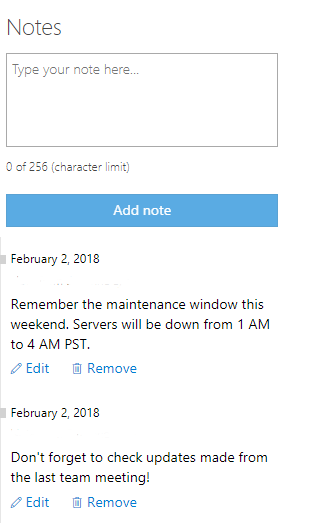 Notes
Type your note here...
0 of 256 (character limit)
Add note
February 2, 2018
Remember the maintenance window this
weekend. Servers will be down from 1 AM
to 4 AM PST.
Edit Remove
February 2, 2018
Don't forget to check updates made from
the last team meeting!
Edit Remove